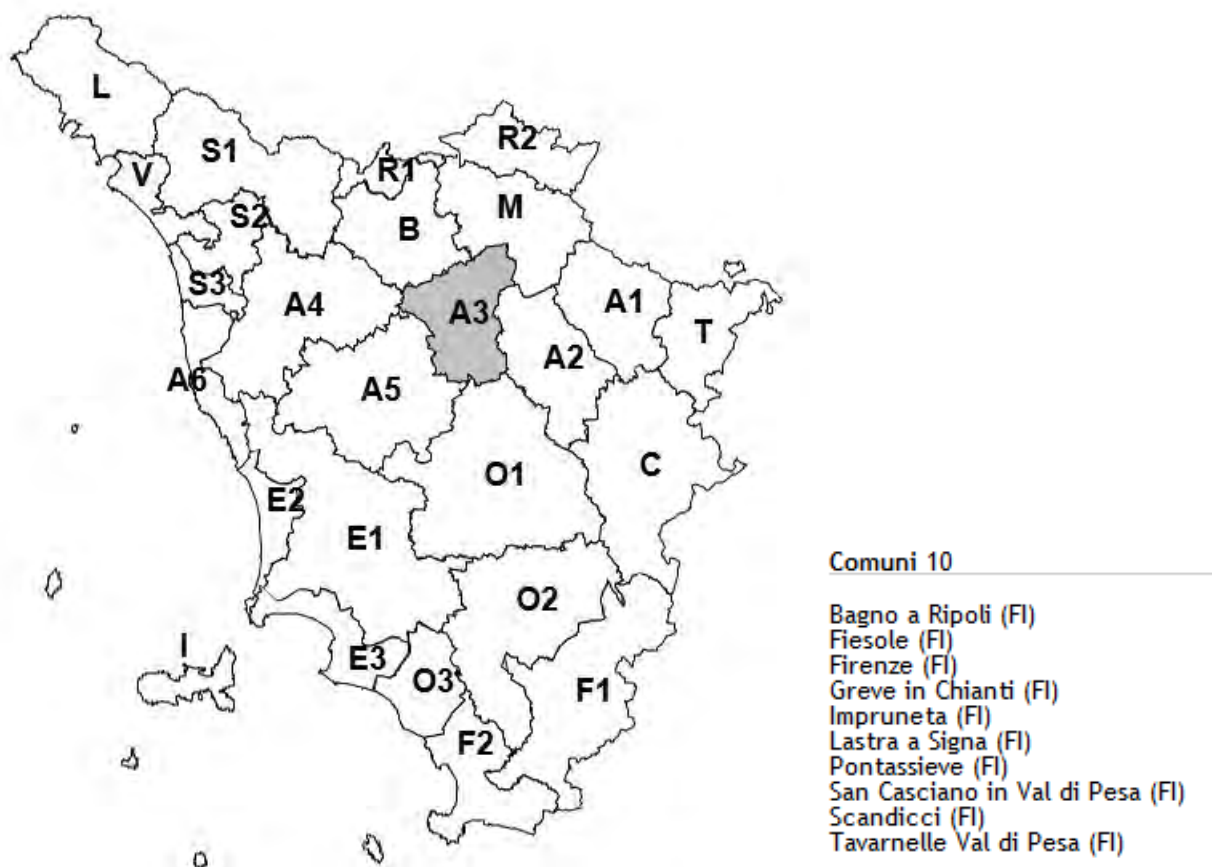 L
R2
S1
R1
V
M
S2
B
S3
A4
A3
A1
T
A2
A6
A5
C
O1
E2
E1
O2
I
E3
O3
F1
F2
Comuni 10
Bagno a Ripoli (FI)
Fiesole (FI)
Firenze (FI)
Greve in Chianti (FI)
Impruneta (FI)
Lastra a Signa (FI)
Pontassieve (FI)
San Casciano in Val di Pesa (FI)
Scandicci (FI)
Tavarnelle Val di Pesa (FI)